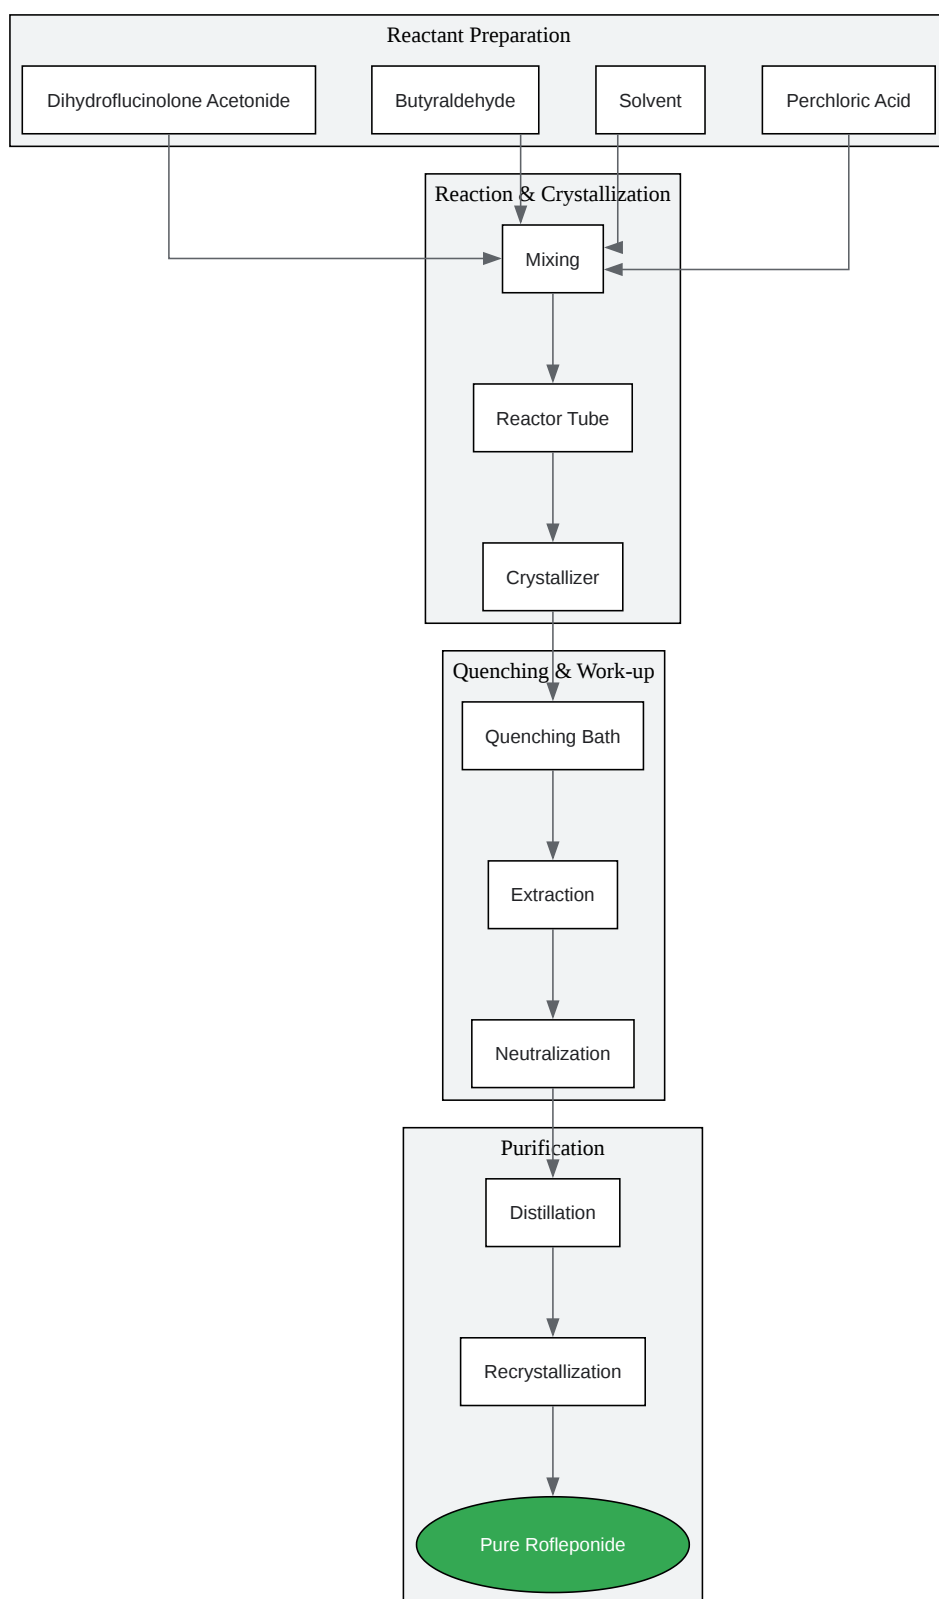 Reactant Preparation
Dihydroflucinolone Acetonide
Butyraldehyde
Solvent
Perchloric Acid
Reaction & Crystallization
Mixing
Reactor Tube
Crystallizer
Quenching & Work-up
Quenching Bath
Extraction
Neutralization
Purification
Distillation
Recrystallization
Pure Rofleponide